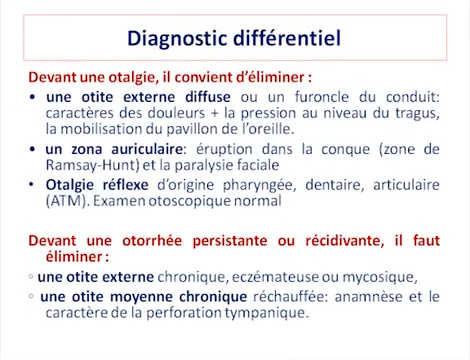 Diagnostic différentiel
Devant une otalgie, il convient d'éliminer :
• une otite externe diffuse ou un furoncle du conduit:
caractères des douleurs + la pression au niveau du tragus,
la mobilisation du pavillon de l'oreille.
• un zona auriculaire: éruption dans la conque (zone de
Ramsay-Hunt) et la paralysie faciale
• Otalgie réflexe d'origine pharyngée, dentaire, articulaire
(ATM). Examen otoscopique normal
Devant une otorrhée persistante ou récidivante, il faut
éliminer :
◦ une otite externe chronique, eczémateuse ou mycosique,
◦ une otite moyenne chronique réchauffée: anamnèse et le
caractère de la perforation tympanique.